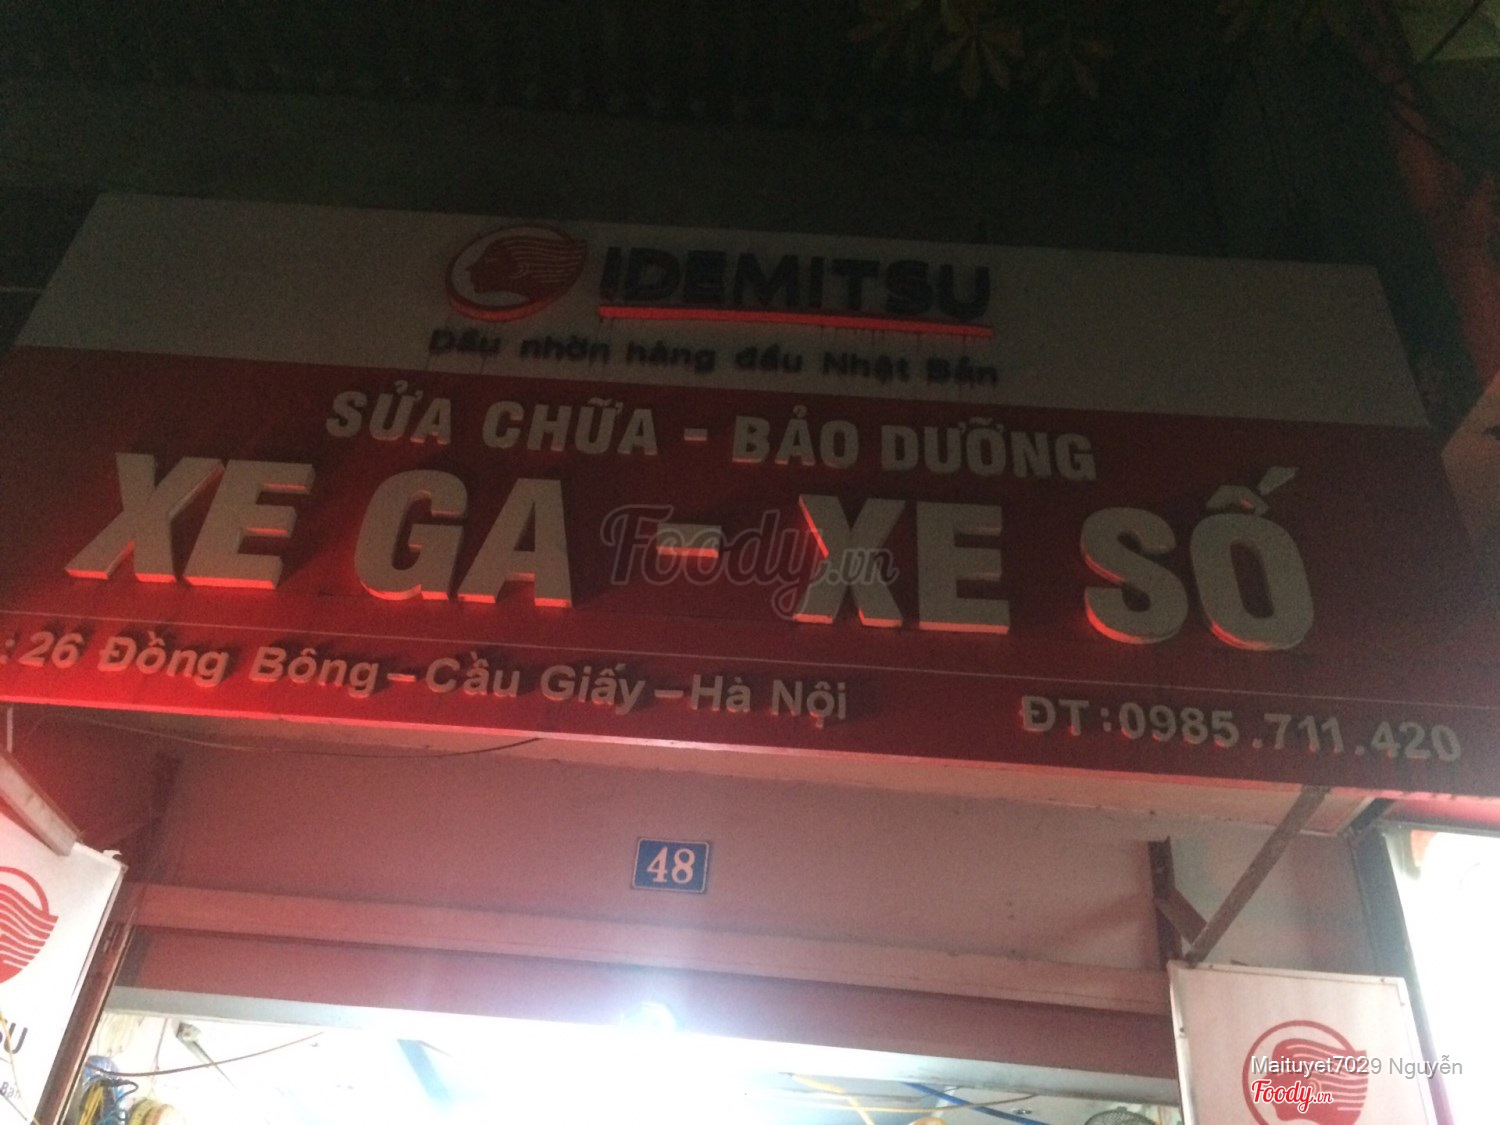 IDEMITSU
Dầu nhờn hàng đầu Nhật Bản
SỬA CHỮA - BẢO DƯỠNG
XE GA - XE SỐ
Foody.vn
: 26 Đồng Bông - Cầu Giấy - Hà Nội
ĐT : 0985.711.420
48
Maituyet7029 Nguyễn
Foody.vn